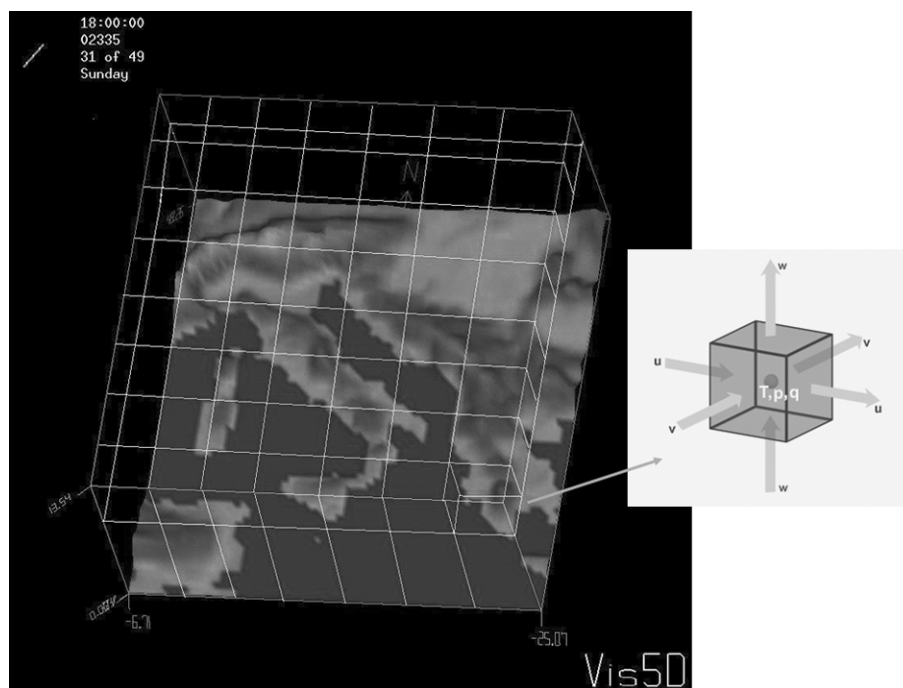 18:00:00
02335
31 of 49
Sunday
N
13.54
-6.71
-25.07
Vis5D
w
u
v
T,p,q
v
u
w